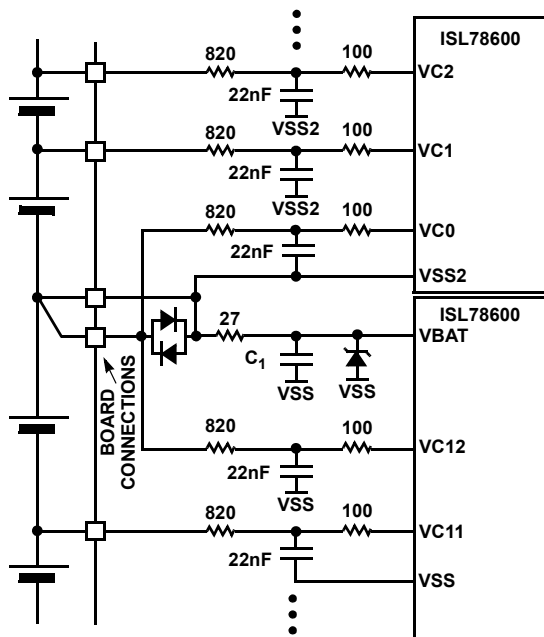 ISL78600
820
100
VC2
22nF
VSS2
820
100
VC1
22nF
VSS2
820
100
VC0
22nF
VSS2
ISL78600
27
VBAT
C1
VSS
VSS
BOARD
CONNECTIONS
820
100
VC12
22nF
VSS
820
100
VC11
22nF
VSS